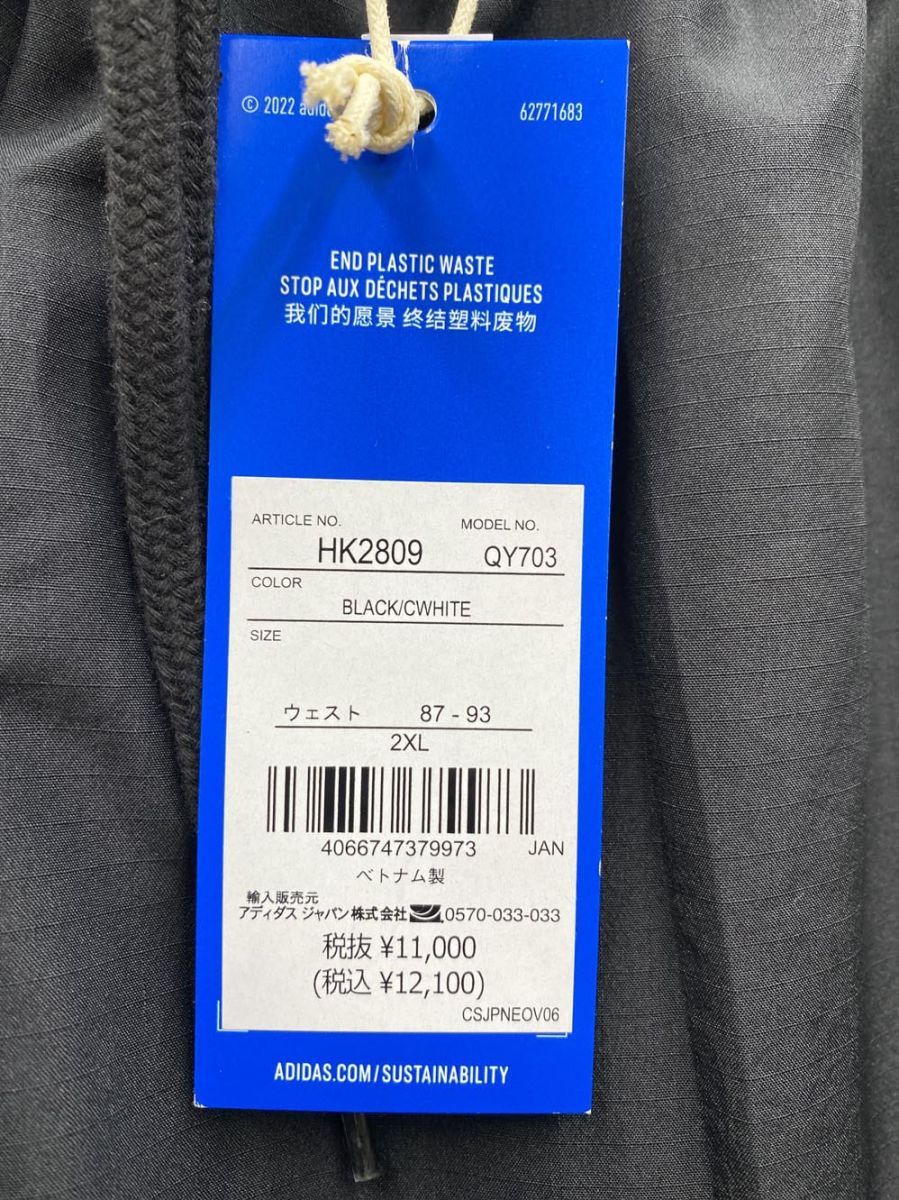 © 2022
62771683
END PLASTIC WASTE
STOP AUX DÉCHETS PLASTIQUES
我们的愿景 终结塑料废物
ARTICLE NO. MODEL NO.
HK2809 QY703
COLOR
BLACK/CWHITE
SIZE
ウェスト 87 - 93
2XL
4066747379973 JAN
ベトナム製
輸入販売元
アディダス ジャパン株式会社 0570-033-033
税抜 ¥11,000
(税込 ¥12,100)
CSJPNEOV06
ADIDAS.COM/SUSTAINABILITY